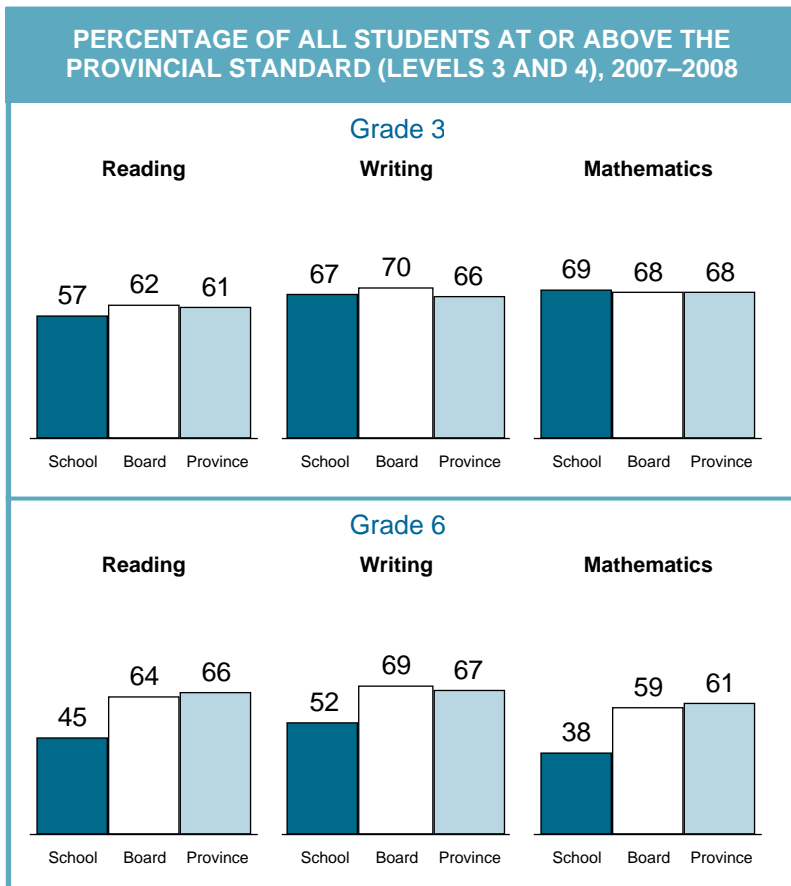 PERCENTAGE OF ALL STUDENTS AT OR ABOVE THE
PROVINCIAL STANDARD (LEVELS 3 AND 4), 2007–2008
Grade 3
Reading Writing Mathematics
57 62 61 67 70 66 69 68 68
School Board Province School Board Province School Board Province
Grade 6
Reading Writing Mathematics
45 64 66 52 69 67 38 59 61
School Board Province School Board Province School Board Province